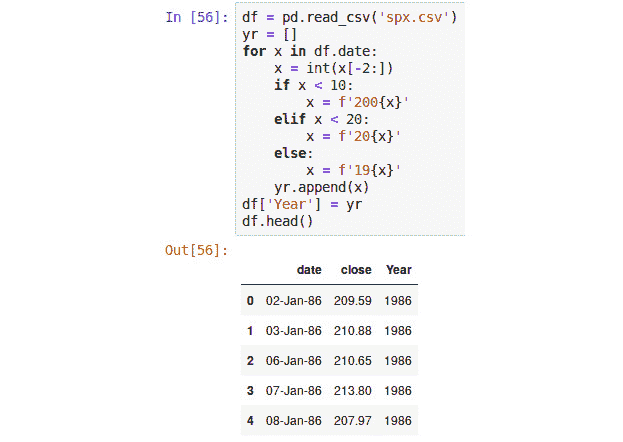 In [56]: df = pd.read_csv('spx.csv')
yr = []
for x in df.date:
    x = int(x[-2:])
    if x < 10:
        x = f'200{x}'
    elif x < 20:
        x = f'20{x}'
    else:
        x = f'19{x}'
    yr.append(x)
df['Year'] = yr
df.head()
Out[56]:
date close Year
0 02-Jan-86 209.59 1986
1 03-Jan-86 210.88 1986
2 06-Jan-86 210.65 1986
3 07-Jan-86 213.80 1986
4 08-Jan-86 207.97 1986